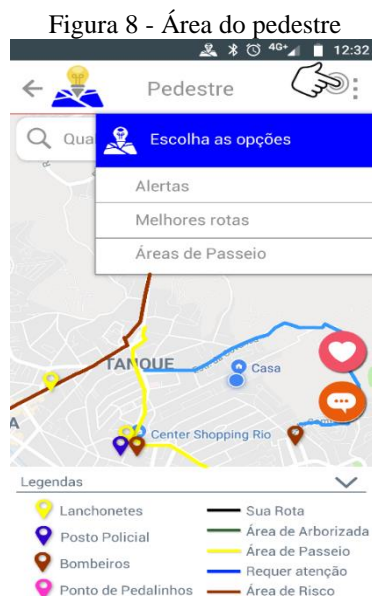 Figura 8 - Área do pedestre
4G+ 12:32
Pedestre
Qua
Escolha as opções
Alertas
Melhores rotas
Áreas de Passeio
TANQUE
Casa
Center Shopping Rio
Legendas
Lanchonetes
Posto Policial
Bombeiros
Ponto de Pedalinhos
Sua Rota
Área de Arborizada
Área de Passeio
Requer atenção
Área de Risco